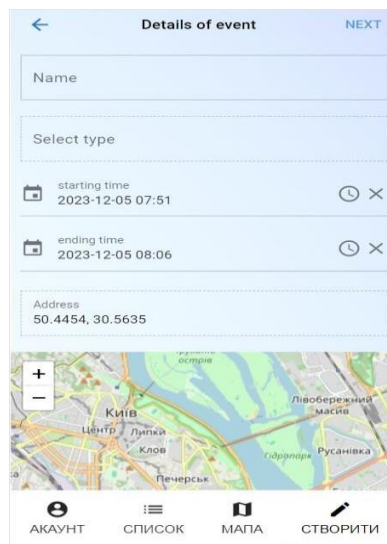 Details of event
NEXT
Name
Select type
starting time
2023-12-05 07:51
ending time
2023-12-05 08:06
Address
50.4454, 30.5635
+
−
острів
Київ
Лівобережний
масив
Центр
Липки
Клов
Гідропарк
Русанівка
Печерськ
АКАУНТ
СПИСОК
МАПА
СТВОРИТИ